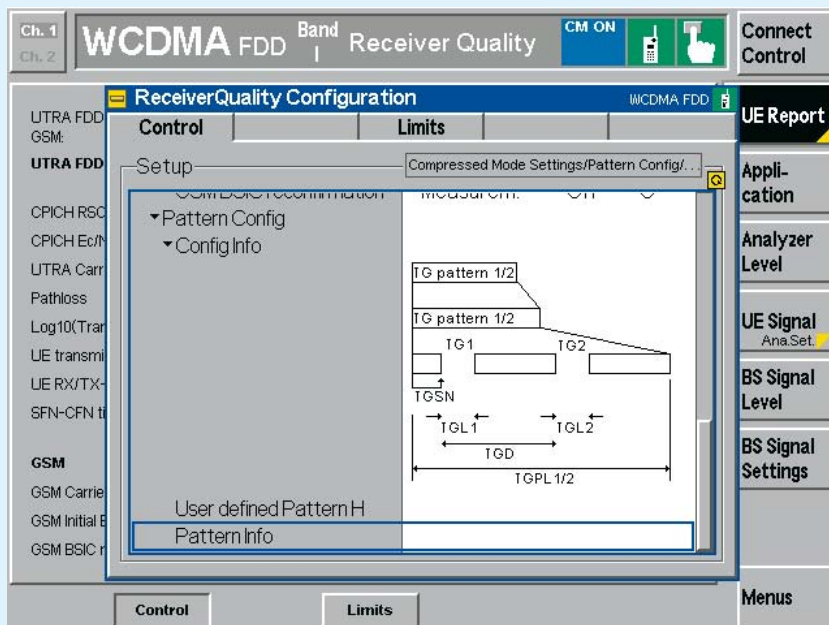 Ch. 1
Ch. 2
WCDMA FDD Band I Receiver Quality
CM ON
Connect Control
ReceiverQuality Configuration
WCDMA FDD
Control
Limits
Setup
Compressed Mode Settings/Pattern Config/...
Measurem.
Pattern Config
Config Info
TG pattern 1/2
TG pattern 1/2
TG1
TG2
TGSN
TGL1
TGL2
TGD
TGPL1/2
User defined Pattern H
Pattern Info
UTRA FDD
GSM:
UTRA FDD
CPICH RSC
CPICH Ec/N
UTRA Carr
Pathloss
Log10(Tran
UE transmi
UE RX/TX-
SFN-CFN ti
GSM
GSM Carrie
GSM Initial
GSM BSIC r
UE Report
Appli-
cation
Analyzer
Level
UE Signal
Ana.Set.
BS Signal
Level
BS Signal
Settings
Menus
Control
Limits